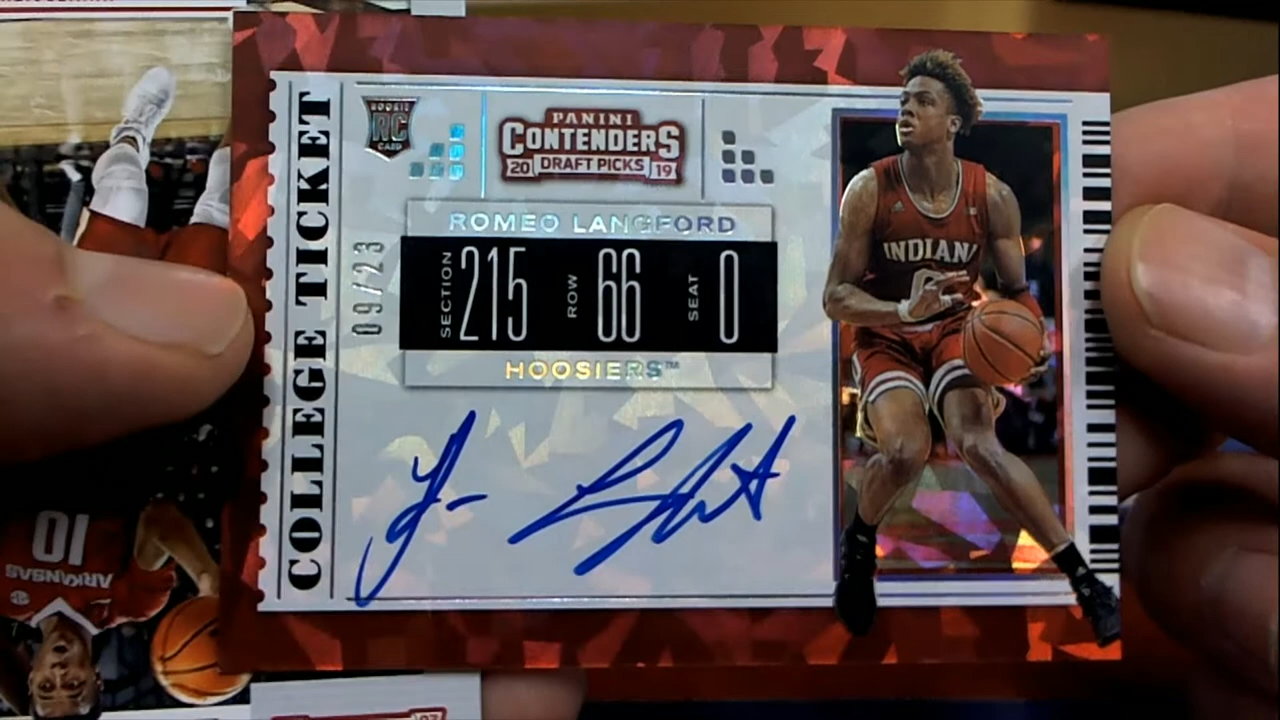 COLLEGE TICKET
09/23
ROOKIE
RC
CARD
PANINI
CONTENDERS
20 DRAFT PICKS 19
ROMEO LANGFORD
SECTION 215 ROW 66 SEAT 0
HOOSIERS™
INDIANA
0
ARKANSAS
10